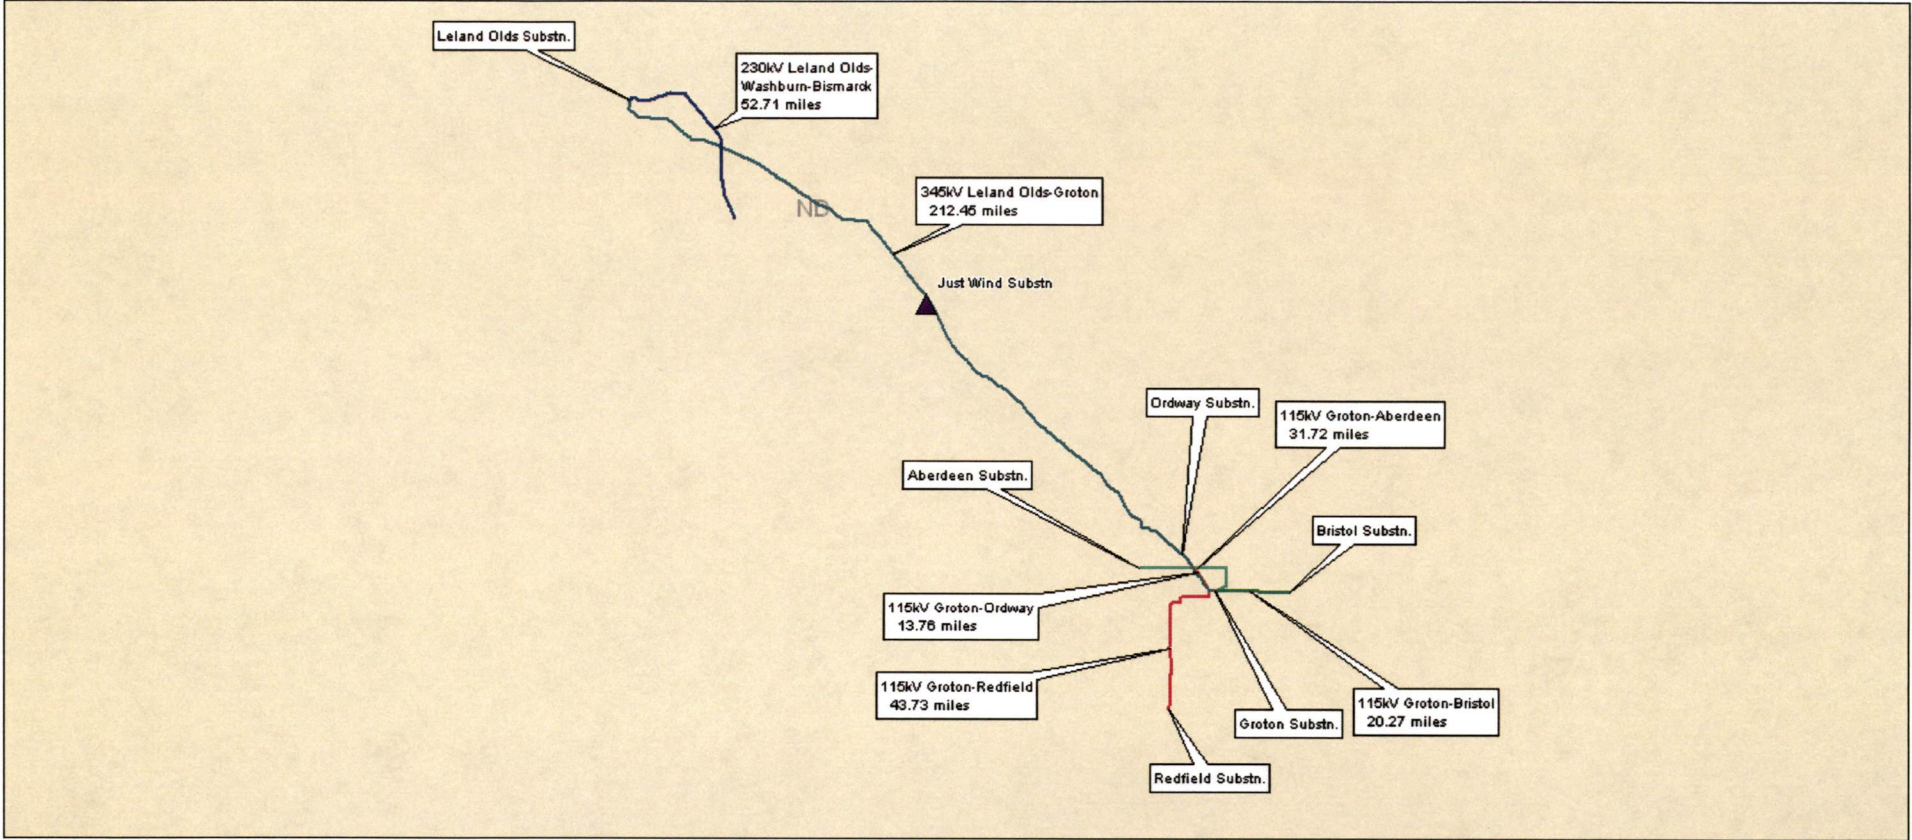 Leland Olds Substn.
230kV Leland Olds-
Washburn-Bismarck
52.71 miles
345kV Leland Olds-Groton
212.45 miles
ND
Just Wind Substn
Ordway Substn.
115kV Groton-Aberdeen
31.72 miles
Aberdeen Substn.
Bristol Substn.
115kV Groton-Ordway
13.76 miles
115kV Groton-Redfield
43.73 miles
115kV Groton-Bristol
20.27 miles
Groton Substn.
Redfield Substn.